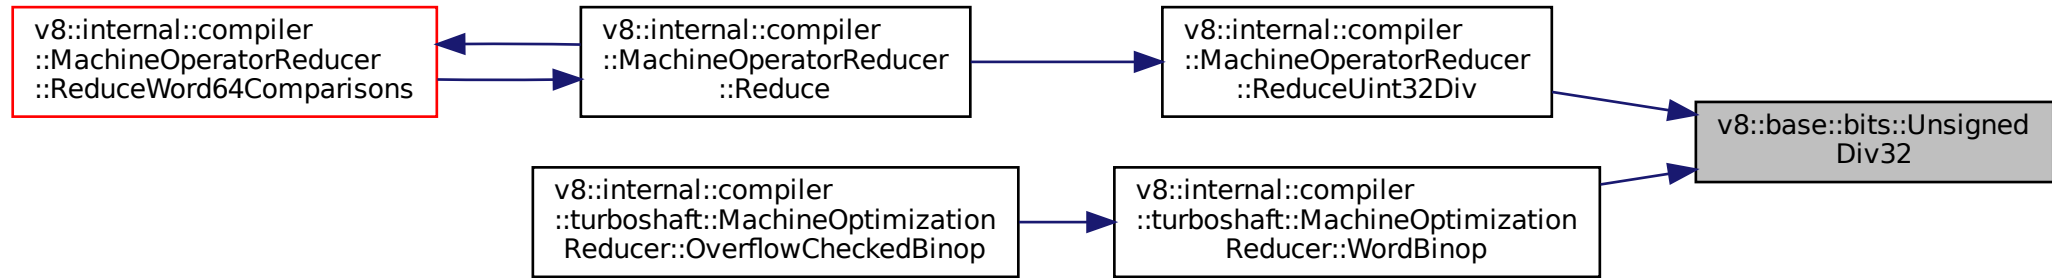 v8::internal::compiler
::MachineOperatorReducer
::ReduceWord64Comparisons
v8::internal::compiler
::MachineOperatorReducer
::Reduce
v8::internal::compiler
::MachineOperatorReducer
::ReduceUint32Div
v8::base::bits::Unsigned
Div32
v8::internal::compiler
::turboshaft::MachineOptimization
Reducer::OverflowCheckedBinop
v8::internal::compiler
::turboshaft::MachineOptimization
Reducer::WordBinop